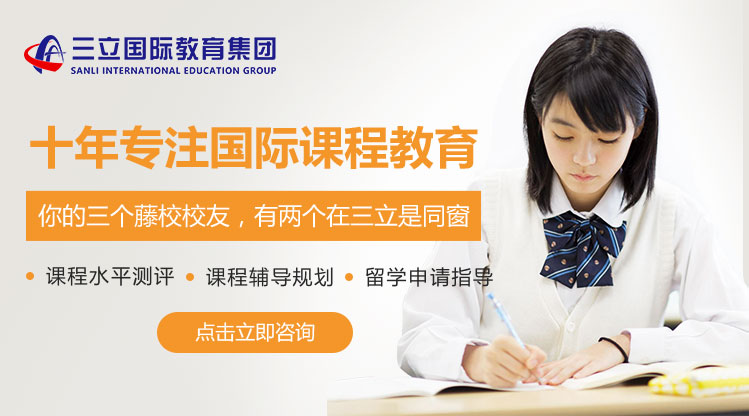 三立国际教育集团
SANLI INTERNATIONAL EDUCATION GROUP
十年专注国际课程教育
你的三个藤校校友，有两个在三立是同窗
• 课程水平测评 • 课程辅导规划 • 留学申请指导
点击立即咨询